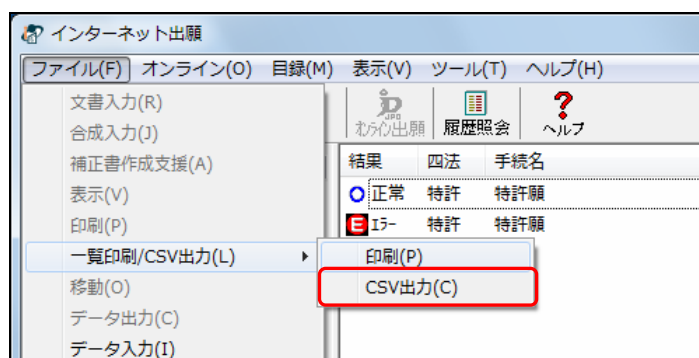 インターネット出願
ファイル(F) オンライン(O) 目録(M) 表示(V) ツール(T) ヘルプ(H)
文書入力(R)
合成入力(J)
補正書作成支援(A)
表示(V)
印刷(P)
一覧印刷/CSV出力(L)
移動(O)
データ出力(C)
データ入力(I)
JPO
オンライン出願 履歴照会 ヘルプ
結果 四法 手続名
正常 特許 特許願
E エラー 特許 特許願
印刷(P)
CSV出力(C)